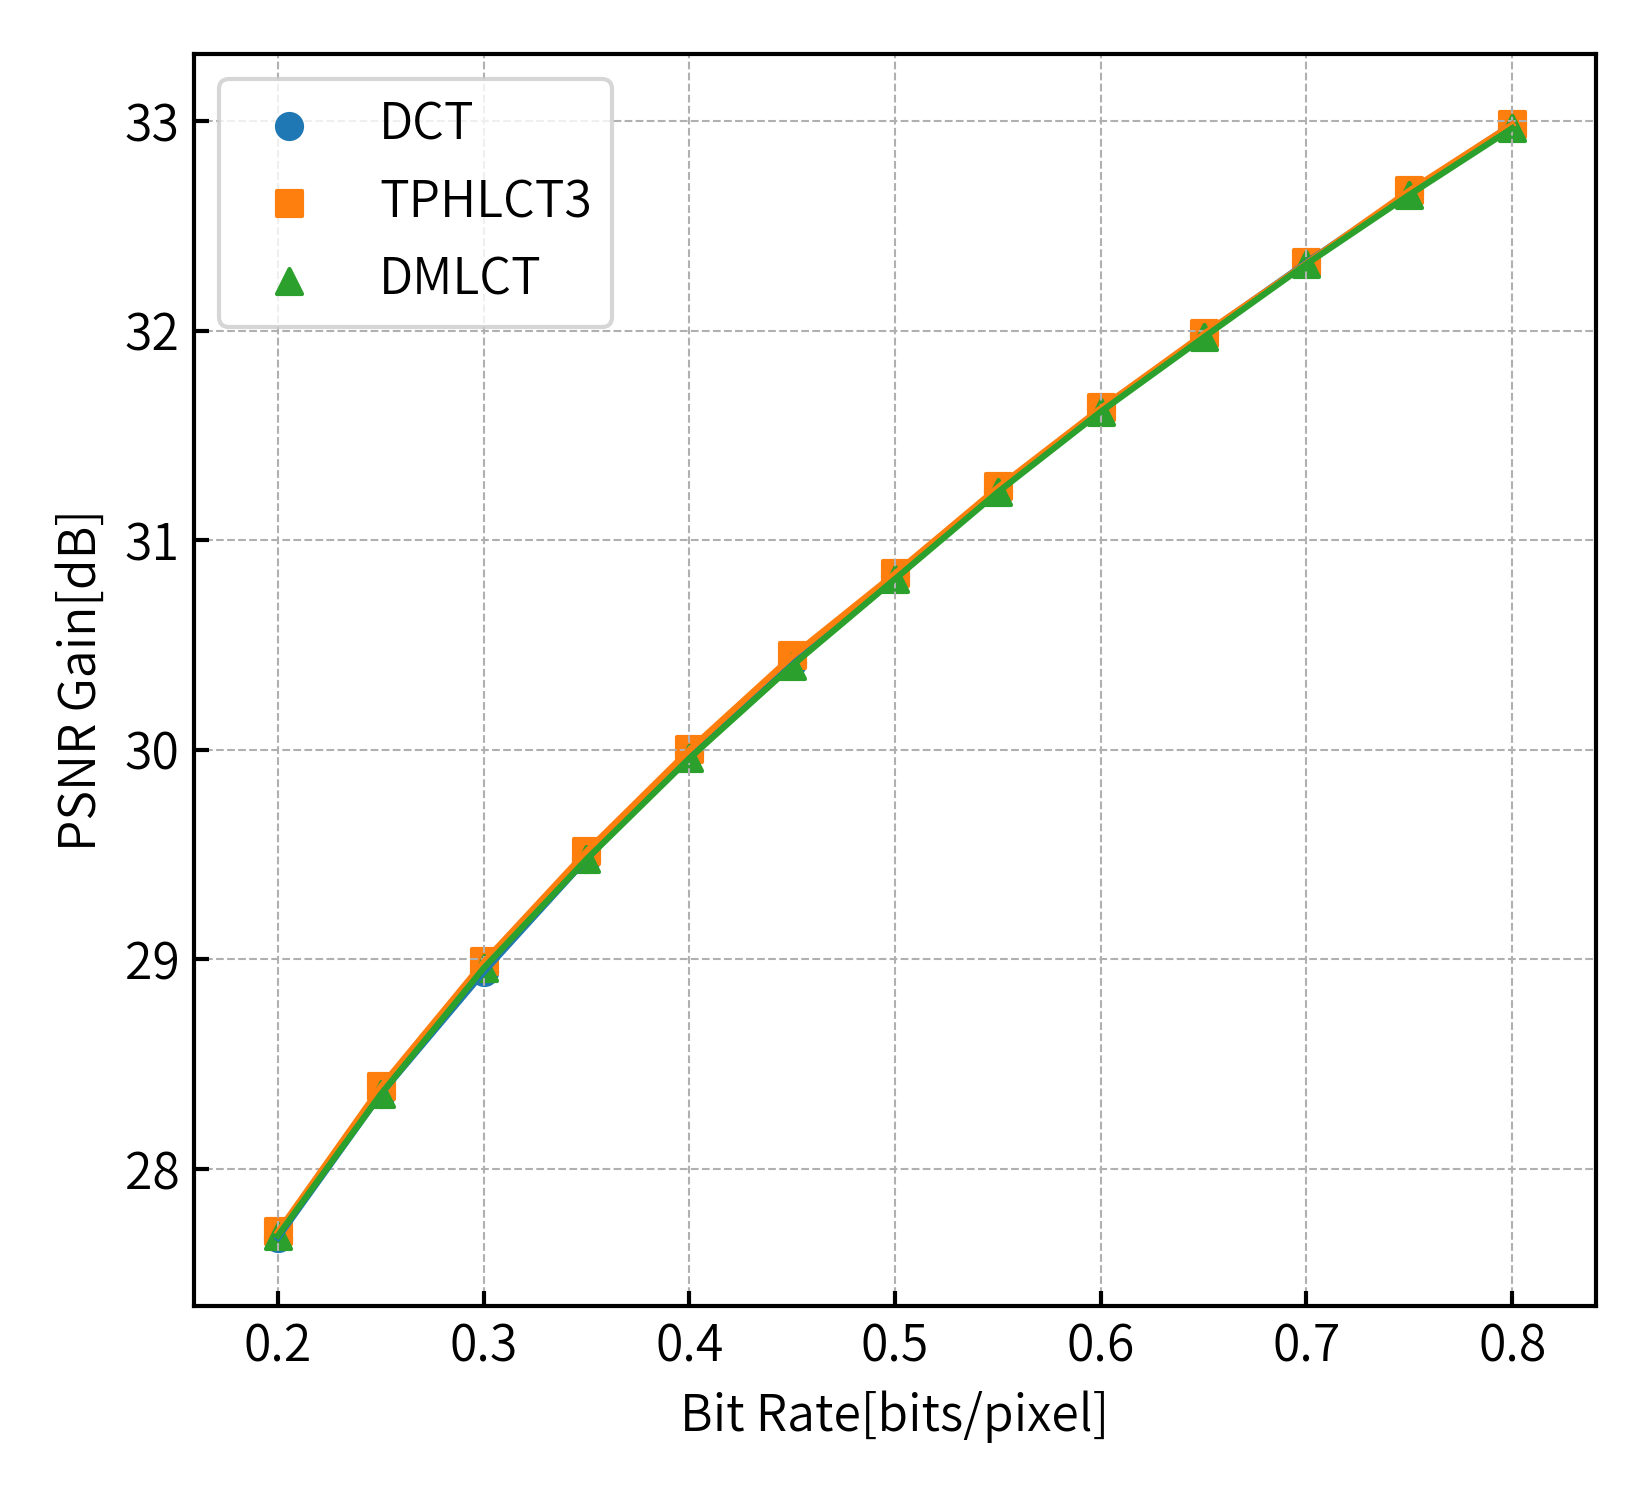 DCT
TPHLCT3
DMLCT
33
32
31
30
29
28
PSNR Gain[dB]
0.2 0.3 0.4 0.5 0.6 0.7 0.8
Bit Rate[bits/pixel]